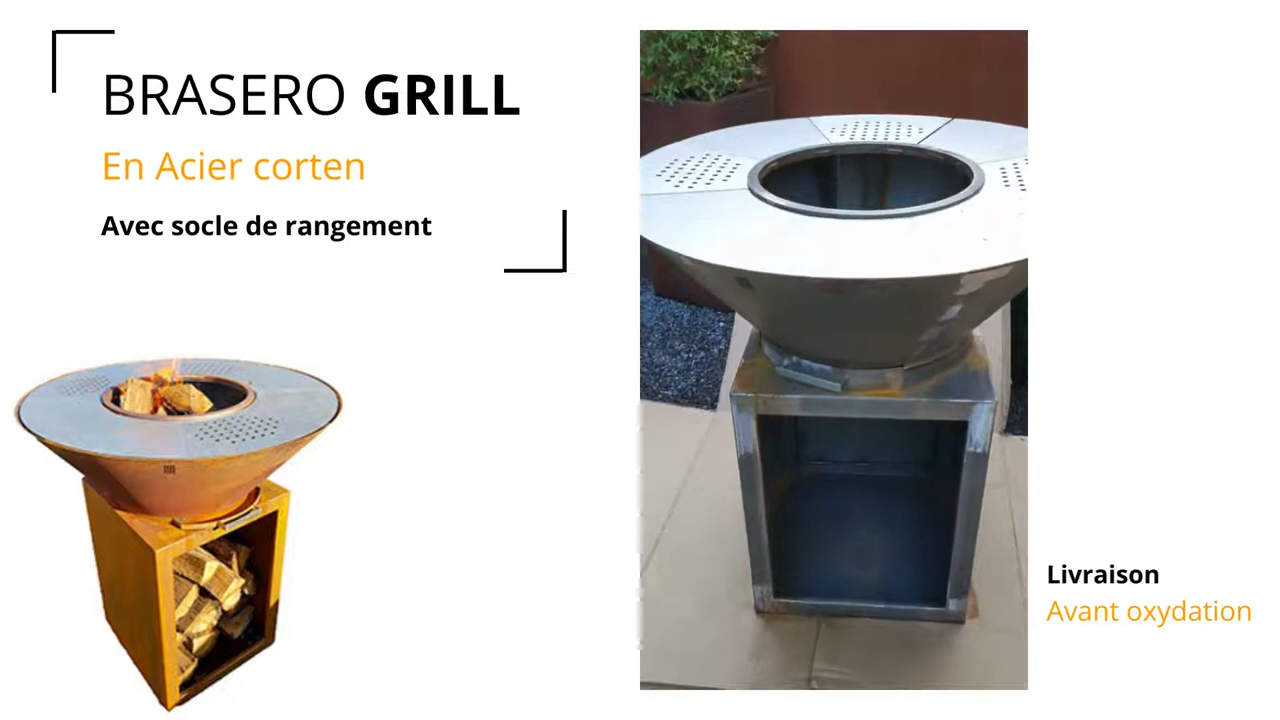 BRASERO GRILL
En Acier corten
Avec socle de rangement
Livraison
Avant oxydation